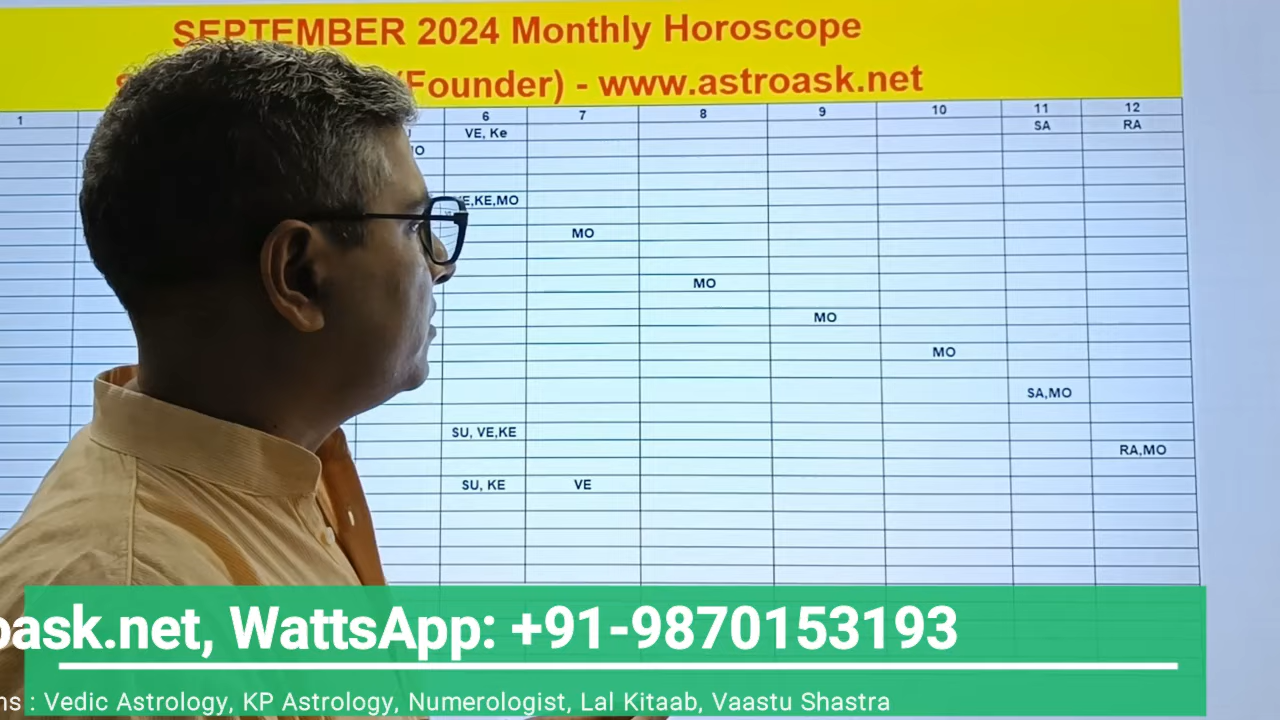 SEPTEMBER 2024 Monthly Horoscope
(Founder) - www.astroask.net
1 6 7 8 9 10 11 12
VE, Ke SA RA
KE,MO
MO
MO
MO
MO
SA,MO
SU, VE,KE
RA,MO
SU, KE VE
ask.net, WattsApp: +91-9870153193
: Vedic Astrology, KP Astrology, Numerologist, Lal Kitaab, Vaastu Shastra